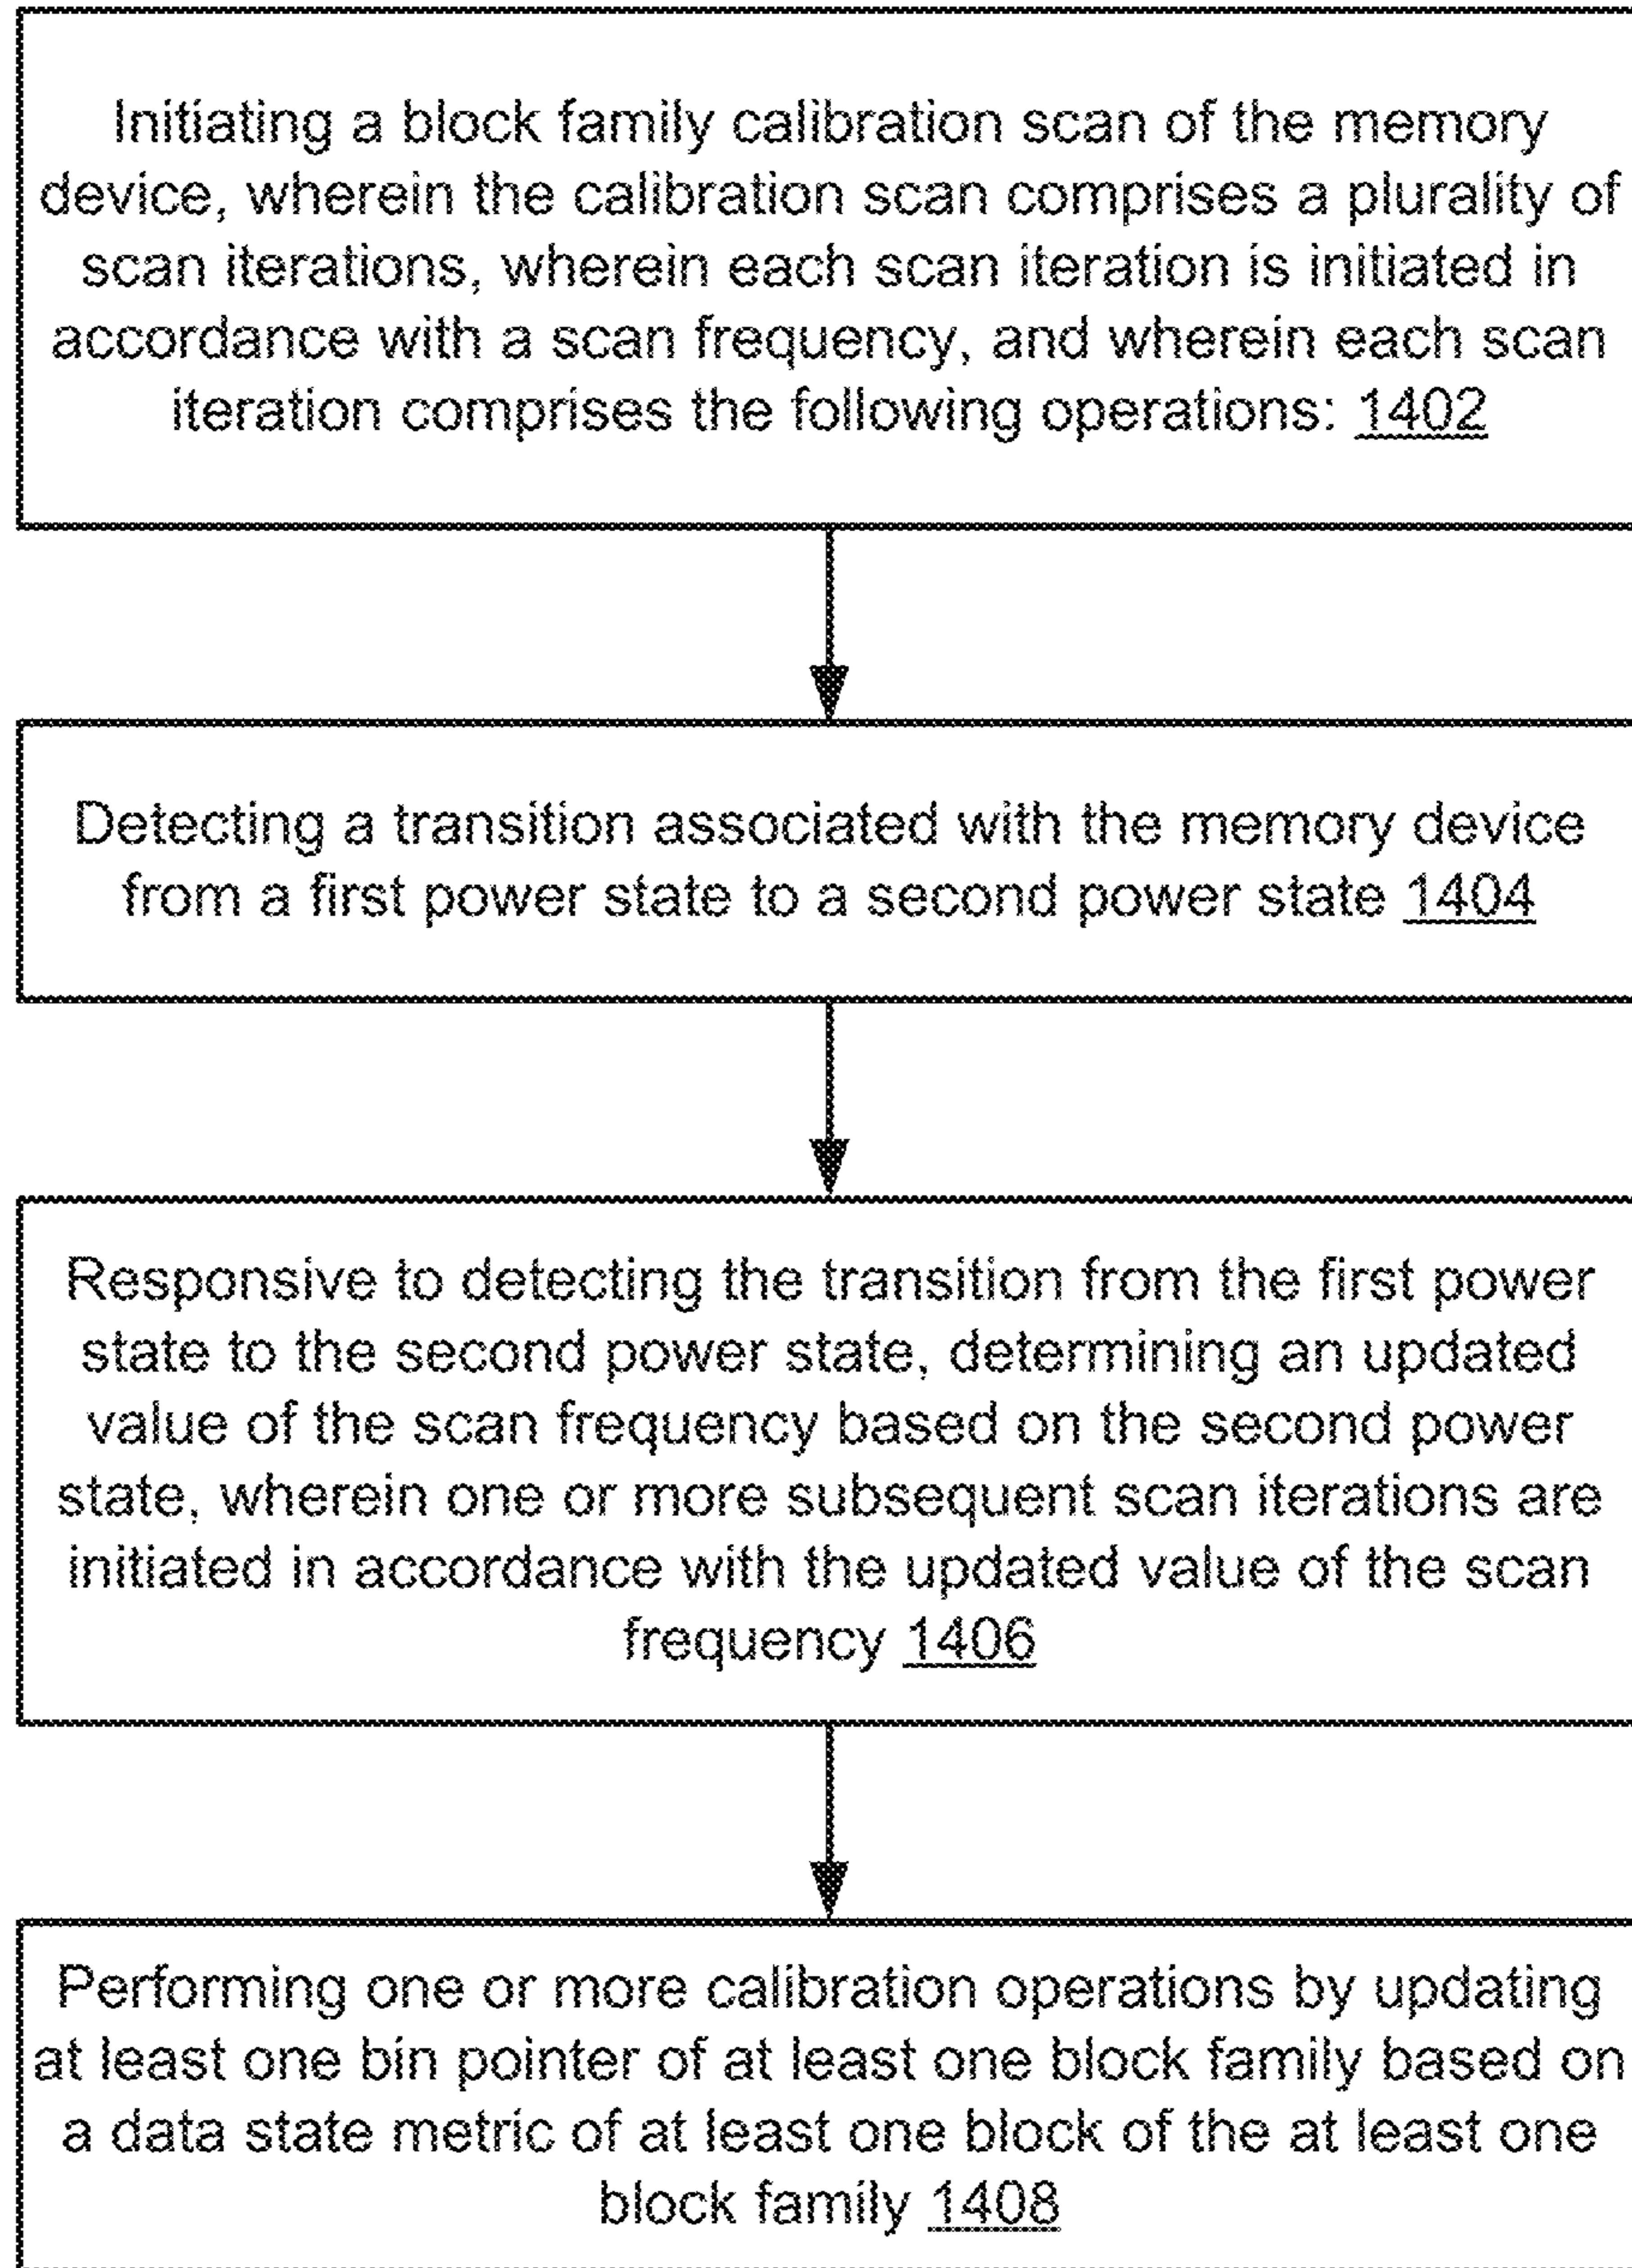 Initiating a block family calibration scan of the memory
device, wherein the calibration scan comprises a plurality of
scan iterations, wherein each scan iteration is initiated in
accordance with a scan frequency, and wherein each scan
iteration comprises the following operations: 1402
Detecting a transition associated with the memory device
from a first power state to a second power state 1404
Responsive to detecting the transition from the first power
state to the second power state, determining an updated
value of the scan frequency based on the second power
state, wherein one or more subsequent scan iterations are
initiated in accordance with the updated value of the scan
frequency 1406
Performing one or more calibration operations by updating
at least one bin pointer of at least one block family based on
a data state metric of at least one block of the at least one
block family 1408